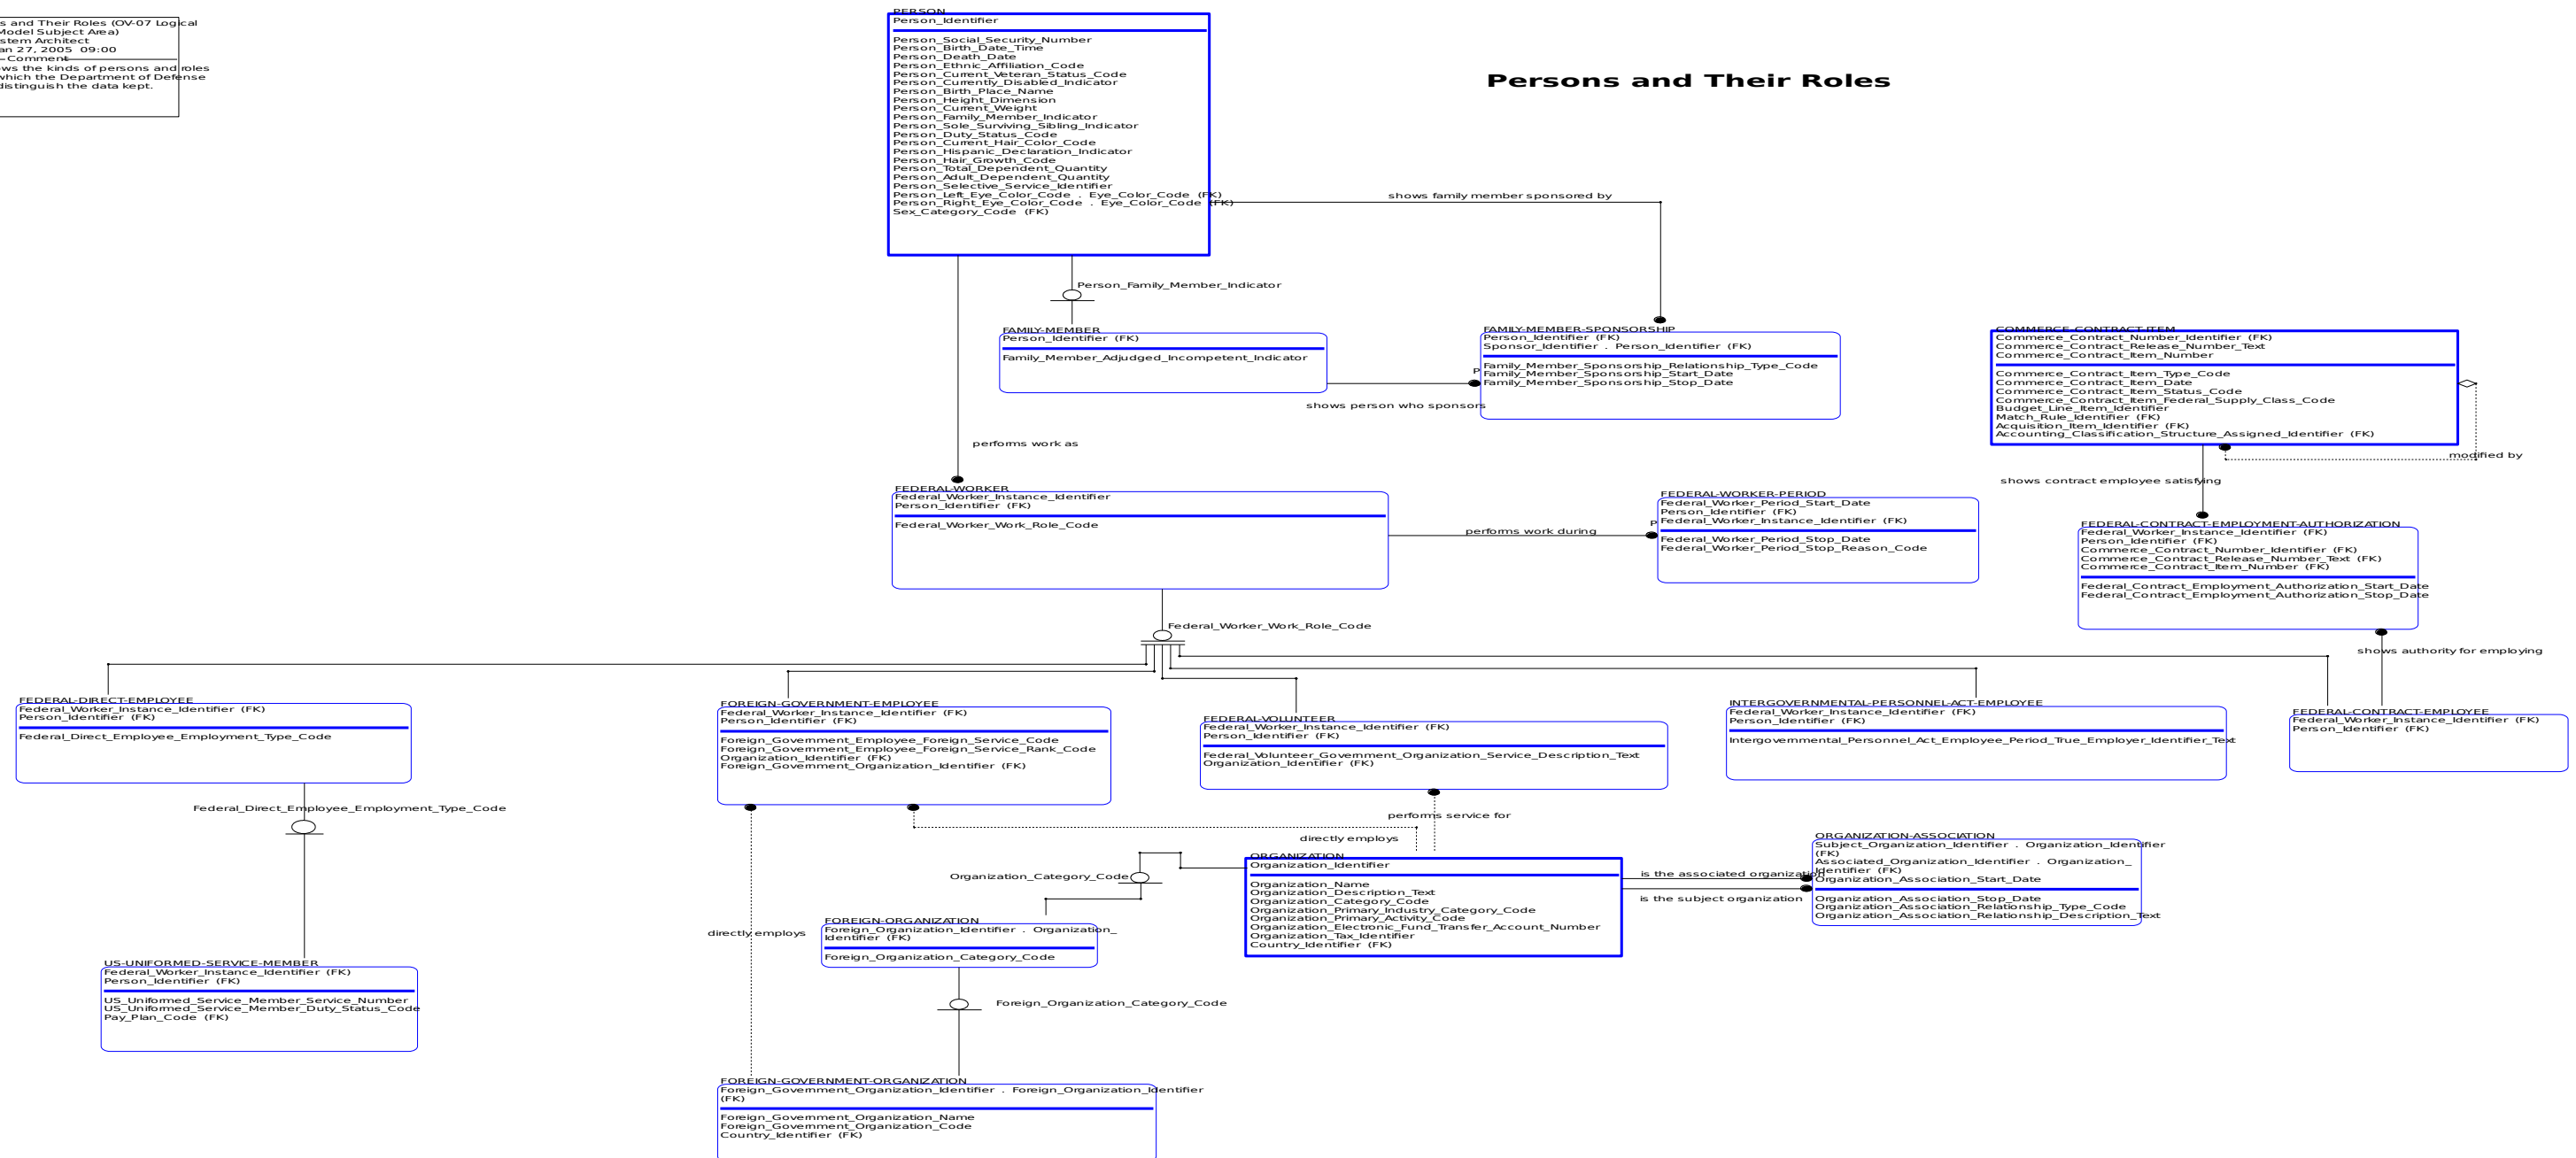 s and Their Roles (OV-07 Logical
Model Subject Area)
stem Architect
an 27, 2005 09:00
Comment
ws the kinds of persons and roles
which the Department of Defense
distinguish the data kept.
Persons and Their Roles
PERSON
Person_Identifier
Person_Social_Security_Number
Person_Birth_Date_Time
Person_Death_Date
Person_Ethnic_Affiliation_Code
Person_Current_Veteran_Status_Code
Person_Currently_Disabled_Indicator
Person_Birth_Place_Name
Person_Height_Dimension
Person_Current_Weight
Person_Family_Member_Indicator
Person_Sole_Surviving_Sibling_Indicator
Person_Duty_Status_Code
Person_Current_Hair_Color_Code
Person_Hispanic_Declaration_Indicator
Person_Hair_Growth_Code
Person_Total_Dependent_Quantity
Person_Adult_Dependent_Quantity
Person_Selective_Service_Identifier
Person_Left_Eye_Color_Code . Eye_Color_Code (FK)
Person_Right_Eye_Color_Code . Eye_Color_Code (FK)
Sex_Category_Code (FK)
shows family member sponsored by
Person_Family_Member_Indicator
FAMILY-MEMBER
Person_Identifier (FK)
Family_Member_Adjudged_Incompetent_Indicator
FAMILY-MEMBER-SPONSORSHIP
Person_Identifier (FK)
Sponsor_Identifier . Person_Identifier (FK)
Family_Member_Sponsorship_Relationship_Type_Code
Family_Member_Sponsorship_Start_Date
Family_Member_Sponsorship_Stop_Date
P
shows person who sponsors
COMMERCE-CONTRACT-ITEM
Commerce_Contract_Number_Identifier (FK)
Commerce_Contract_Release_Number_Text
Commerce_Contract_Item_Number
Commerce_Contract_Item_Type_Code
Commerce_Contract_Item_Date
Commerce_Contract_Item_Status_Code
Commerce_Contract_Item_Federal_Supply_Class_Code
Budget_Line_Item_Identifier
Match_Rule_Identifier (FK)
Acquisition_Item_Identifier (FK)
Accounting_Classification_Structure_Assigned_Identifier (FK)
modified by
performs work as
shows contract employee satisfying
FEDERAL-WORKER
Federal_Worker_Instance_Identifier
Person_Identifier (FK)
Federal_Worker_Work_Role_Code
performs work during
P
FEDERAL-WORKER-PERIOD
Federal_Worker_Period_Start_Date
Person_Identifier (FK)
Federal_Worker_Instance_Identifier (FK)
Federal_Worker_Period_Stop_Date
Federal_Worker_Period_Stop_Reason_Code
FEDERAL-CONTRACT-EMPLOYMENT-AUTHORIZATION
Federal_Worker_Instance_Identifier (FK)
Person_Identifier (FK)
Commerce_Contract_Number_Identifier (FK)
Commerce_Contract_Release_Number_Text (FK)
Commerce_Contract_Item_Number (FK)
Federal_Contract_Employment_Authorization_Start_Date
Federal_Contract_Employment_Authorization_Stop_Date
Federal_Worker_Work_Role_Code
shows authority for employing
FEDERAL-DIRECT-EMPLOYEE
Federal_Worker_Instance_Identifier (FK)
Person_Identifier (FK)
Federal_Direct_Employee_Employment_Type_Code
FOREIGN-GOVERNMENT-EMPLOYEE
Federal_Worker_Instance_Identifier (FK)
Person_Identifier (FK)
Foreign_Government_Employee_Foreign_Service_Code
Foreign_Government_Employee_Foreign_Service_Rank_Code
Organization_Identifier (FK)
Foreign_Government_Organization_Identifier (FK)
FEDERAL-VOLUNTEER
Federal_Worker_Instance_Identifier (FK)
Person_Identifier (FK)
Federal_Volunteer_Government_Organization_Service_Description_Text
Organization_Identifier (FK)
INTERGOVERNMENTAL-PERSONNEL-ACT-EMPLOYEE
Federal_Worker_Instance_Identifier (FK)
Person_Identifier (FK)
Intergovernmental_Personnel_Act_Employee_Period_True_Employer_Identifier_Text
FEDERAL-CONTRACT-EMPLOYEE
Federal_Worker_Instance_Identifier (FK)
Person_Identifier (FK)
Federal_Direct_Employee_Employment_Type_Code
performs service for
directly employs
Organization_Category_Code
ORGANIZATION
Organization_Identifier
Organization_Name
Organization_Description_Text
Organization_Category_Code
Organization_Primary_Industry_Category_Code
Organization_Primary_Activity_Code
Organization_Electronic_Fund_Transfer_Account_Number
Organization_Tax_Identifier
Country_Identifier (FK)
is the associated organization
is the subject organization
ORGANIZATION-ASSOCIATION
Subject_Organization_Identifier . Organization_Identifier
(FK)
Associated_Organization_Identifier . Organization_
Identifier (FK)
Organization_Association_Start_Date
Organization_Association_Stop_Date
Organization_Association_Relationship_Type_Code
Organization_Association_Relationship_Description_Text
directly employs
FOREIGN-ORGANIZATION
Foreign_Organization_Identifier . Organization_
Identifier (FK)
Foreign_Organization_Category_Code
US-UNIFORMED-SERVICE-MEMBER
Federal_Worker_Instance_Identifier (FK)
Person_Identifier (FK)
US_Uniformed_Service_Member_Service_Number
US_Uniformed_Service_Member_Duty_Status_Code
Pay_Plan_Code (FK)
Foreign_Organization_Category_Code
FOREIGN-GOVERNMENT-ORGANIZATION
Foreign_Government_Organization_Identifier . Foreign_Organization_Identifier
(FK)
Foreign_Government_Organization_Name
Foreign_Government_Organization_Code
Country_Identifier (FK)